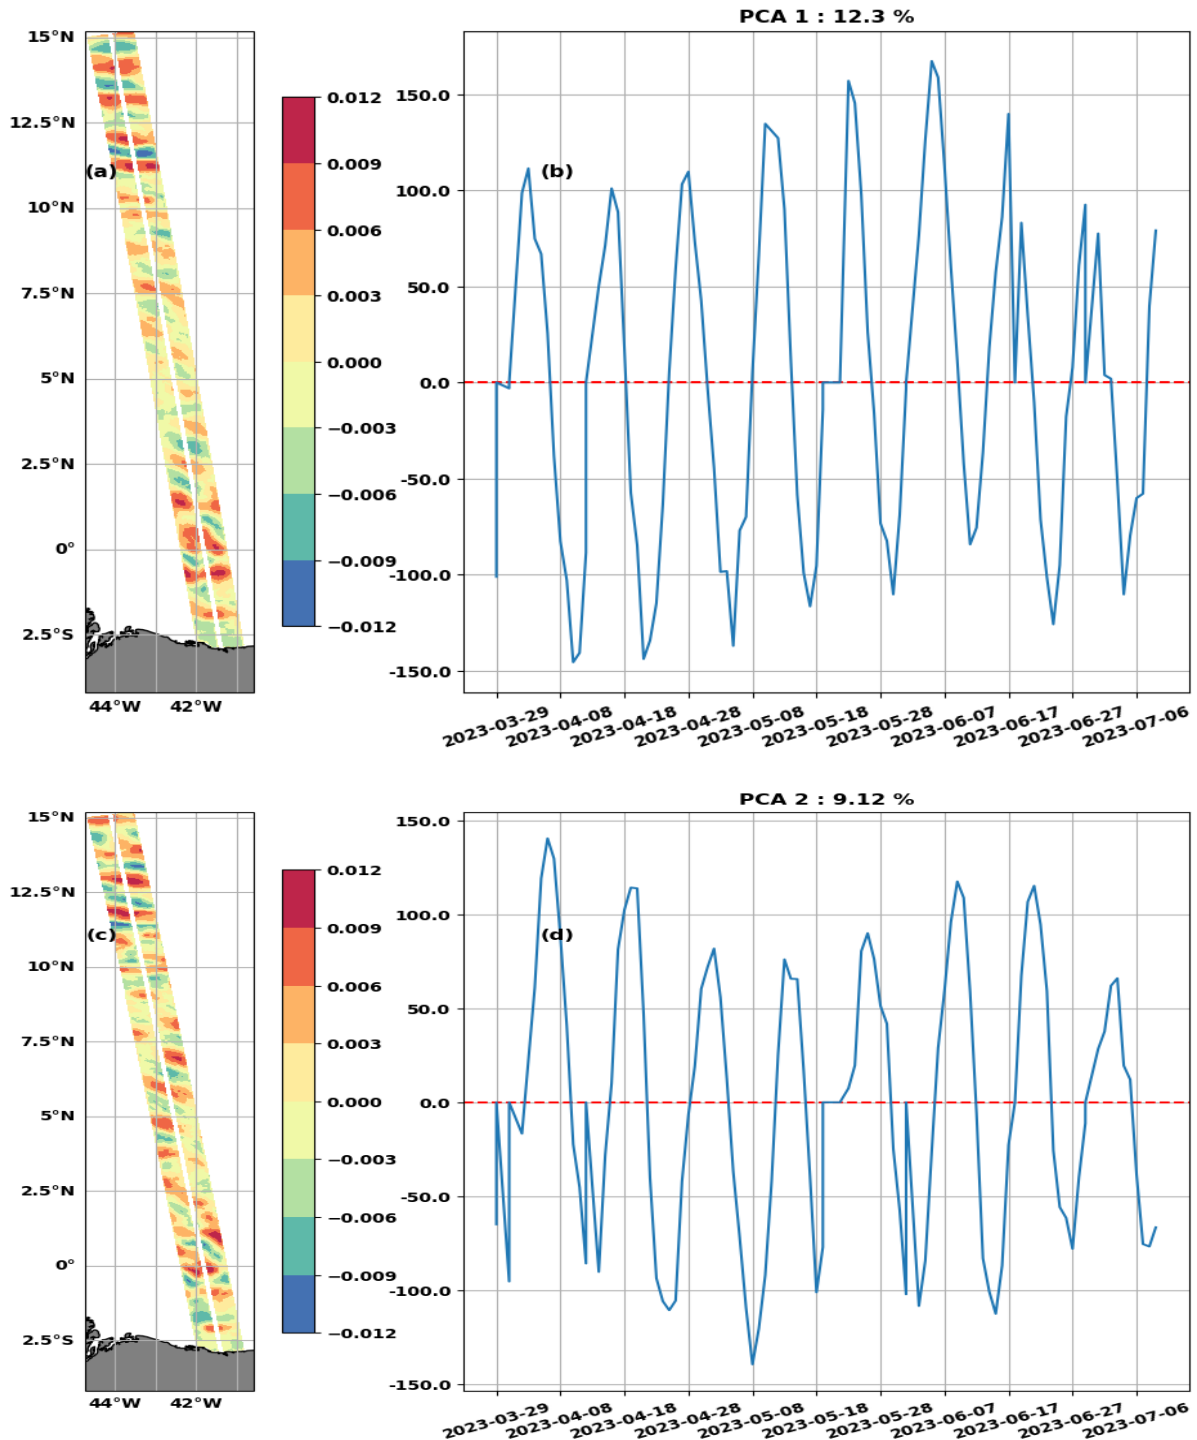 PCA 1 : 12.3 %
15°N
12.5°N
10°N
7.5°N
5°N
2.5°N
0°
2.5°S
44°W 42°W
(a)
0.012
0.009
0.006
0.003
0.000
−0.003
−0.006
−0.009
−0.012
150.0
100.0
50.0
0.0
-50.0
-100.0
-150.0
(b)
2023-03-29 2023-04-08 2023-04-18 2023-04-28 2023-05-08 2023-05-18 2023-05-28 2023-06-07 2023-06-17 2023-06-27 2023-07-06
PCA 2 : 9.12 %
15°N
12.5°N
10°N
7.5°N
5°N
2.5°N
0°
2.5°S
44°W 42°W
(c)
0.012
0.009
0.006
0.003
0.000
−0.003
−0.006
−0.009
−0.012
150.0
100.0
50.0
0.0
-50.0
-100.0
-150.0
(d)
2023-03-29 2023-04-08 2023-04-18 2023-04-28 2023-05-08 2023-05-18 2023-05-28 2023-06-07 2023-06-17 2023-06-27 2023-07-06